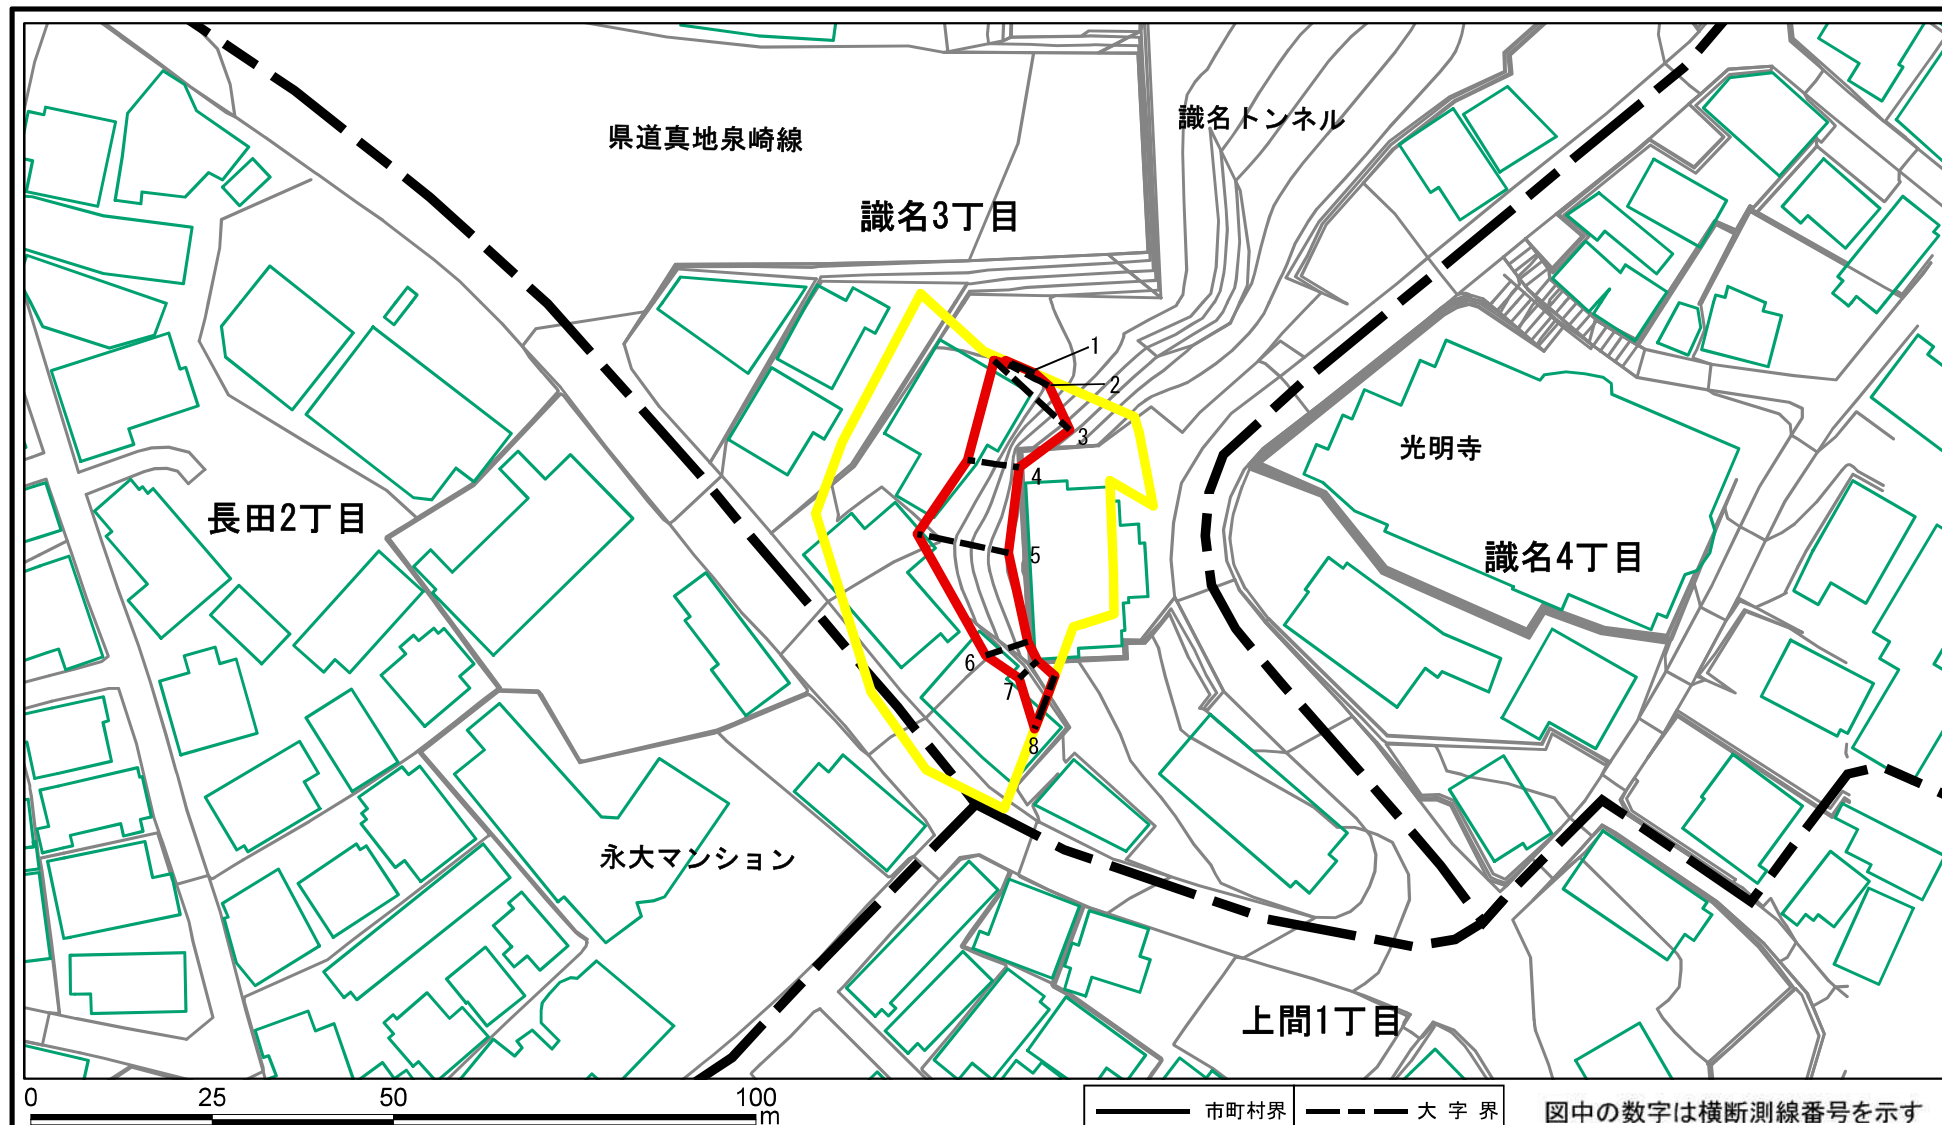 識名トンネル
県道真地泉崎線
識名3丁目
1
2
3
4
光明寺
長田2丁目
5
識名4丁目
6
7
8
永大マンション
上間1丁目
0 25 50 100
m
市町村界
大字界
図中の数字は横断測線番号を示す